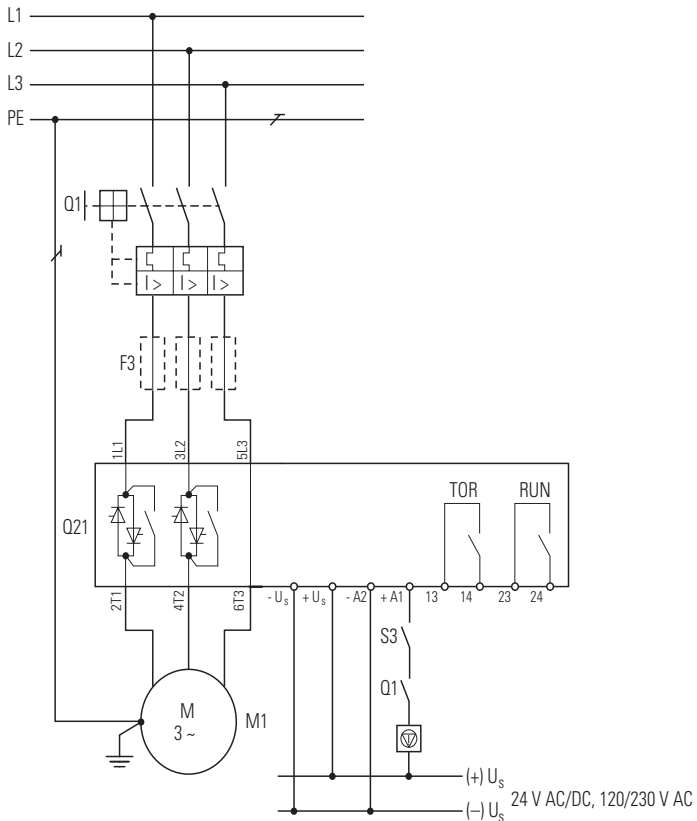 L1
L2
L3
PE
Q1
I > I > I >
F3
1L1 3L2 5L3
TOR RUN
Q21
2T1 4T2 6T3 - Us + Us - A2 + A1 13 14 23 24
S3
Q1
M
3 ~
M1
(+) Us
(–) Us
24 V AC/DC, 120/230 V AC